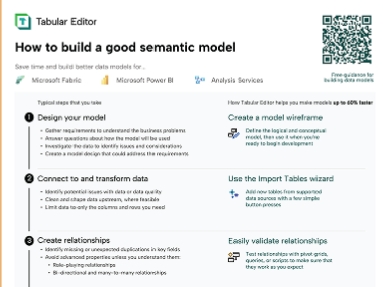 Tabular Editor
How to build a good semantic model
Save time and build better data models for...
Microsoft Fabric
Microsoft Power BI
Analysis Services
Free guidance for
building data models
Typical steps that you take
How Tabular Editor helps you make models up to 60% faster
1 Design your model
• Gather requirements to understand the business problems
• Answer questions about how the model will be used
• Investigate the data to identify issues and considerations
• Create a model design that could address the requirements
Create a model wireframe
Define the logical and conceptual
model, then use it when you're
ready to begin development
2 Connect to and transform data
• Identify potential issues with data or data quality
• Clean and shape data upstream, where feasible
• Limit data to only the columns and rows you need
Use the Import Tables wizard
Add new tables from supported
data sources with a few simple
button presses
3 Create relationships
• Identify missing or unexpected duplications in key fields
• Avoid advanced properties unless you understand them:
• Role-playing relationships
• Bi-directional and many-to-many relationships
Easily validate relationships
Test relationships with pivot grids,
queries, or scripts to make sure that
they work as you expect